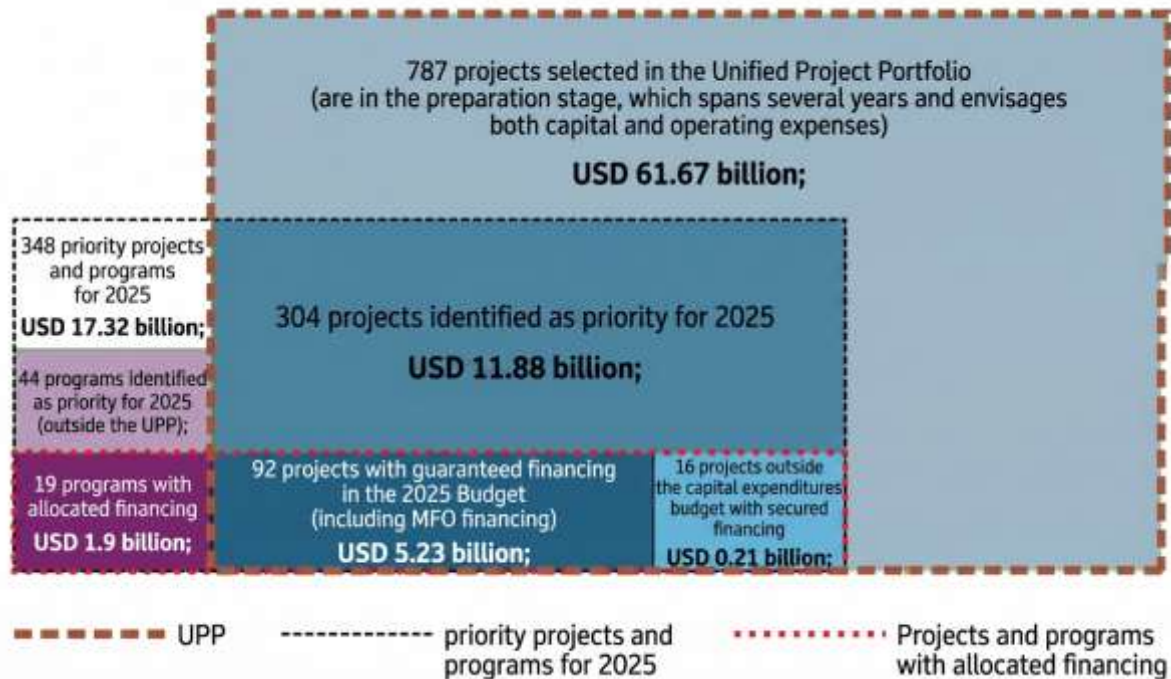 787 projects selected in the Unified Project Portfolio
(are in the preparation stage, which spans several years and envisages
both capital and operating expenses)
USD 61.67 billion;
348 priority projects
and programs
for 2025
USD 17.32 billion;
304 projects identified as priority for 2025
USD 11.88 billion;
44 programs identified
as priority for 2025
(outside the UPP);
19 programs with
allocated financing
USD 1.9 billion;
92 projects with guaranteed financing
in the 2025 Budget
(including MFO financing)
USD 5.23 billion;
16 projects outside
the capital expenditures
budget with secured
financing
USD 0.21 billion;
UPP
priority projects and
programs for 2025
Projects and programs
with allocated financing